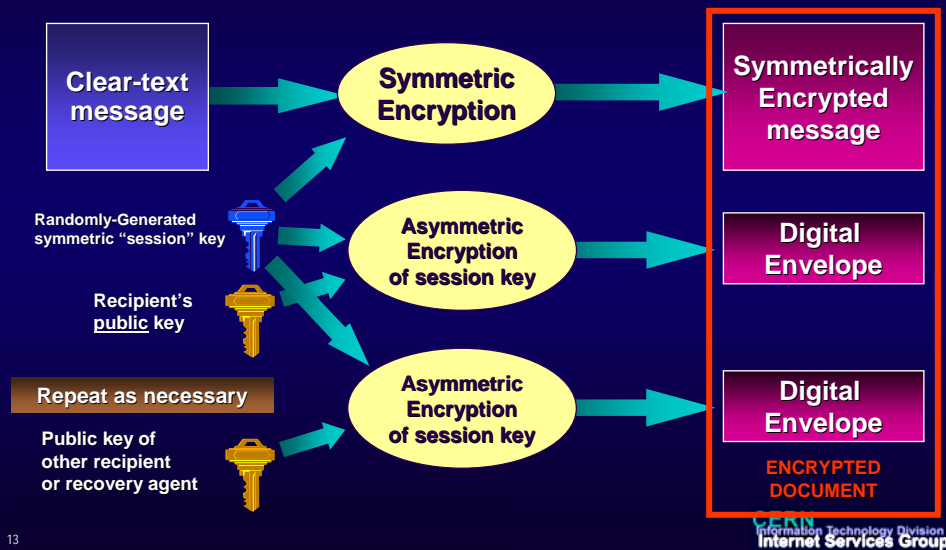 Clear-text
message
Symmetric
Encryption
Symmetrically
Encrypted
message
Randomly-Generated
symmetric “session” key
Asymmetric
Encryption
of session key
Digital
Envelope
Recipient's
public key
Repeat as necessary
Asymmetric
Encryption
of session key
Digital
Envelope
Public key of
other recipient
or recovery agent
ENCRYPTED
DOCUMENT
CERN
Information Technology Division
Internet Services Group
13